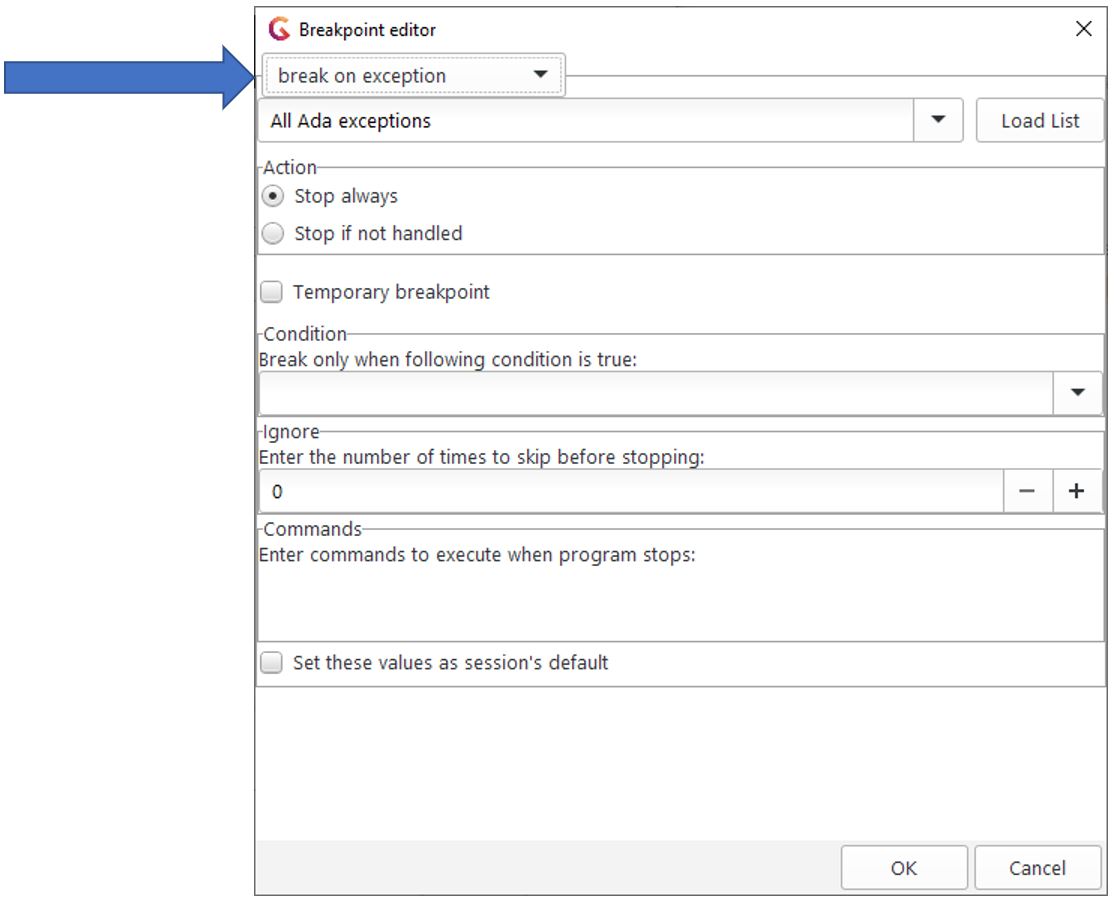 Breakpoint editor
break on exception
All Ada exceptions
Load List
Action
Stop always
Stop if not handled
Temporary breakpoint
Condition
Break only when following condition is true:
Ignore
Enter the number of times to skip before stopping:
0
Commands
Enter commands to execute when program stops:
Set these values as session's default
OK
Cancel